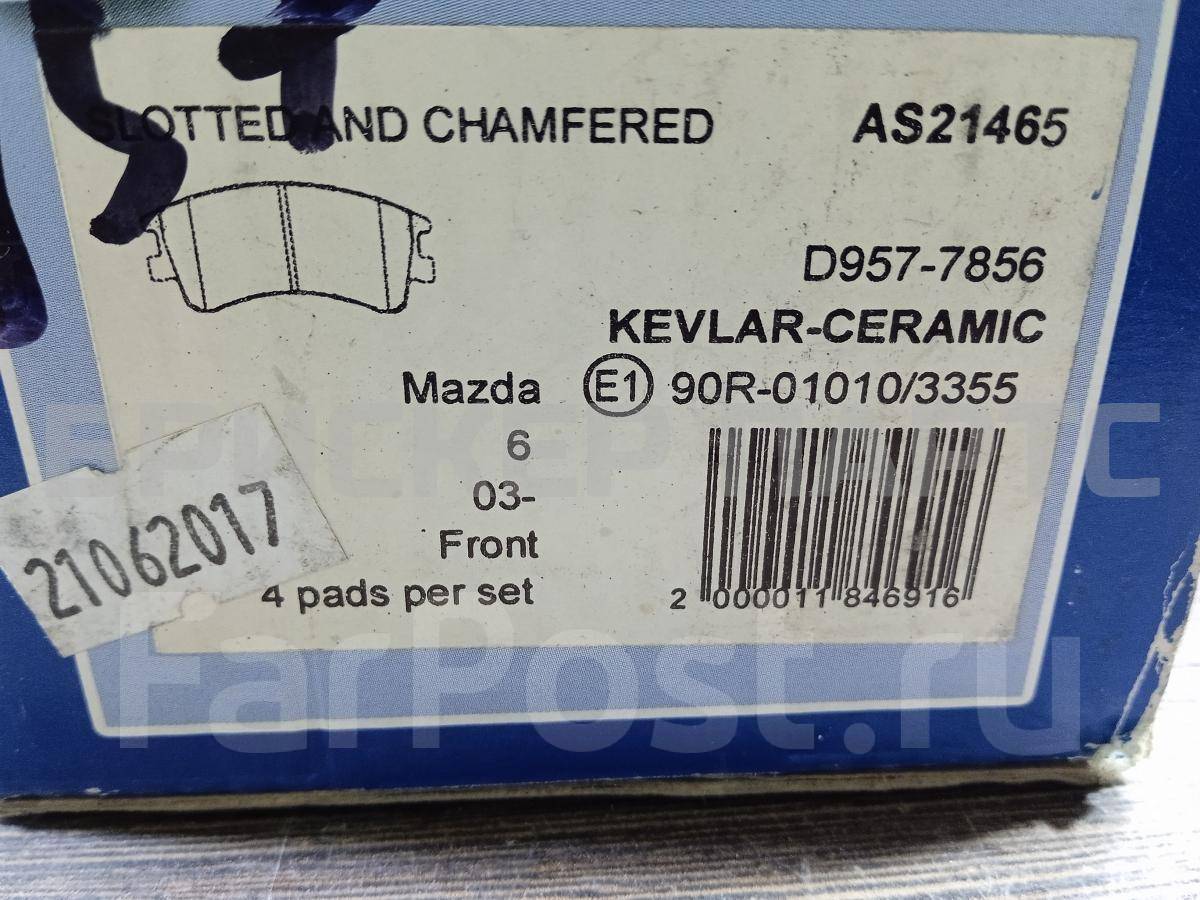 SLOTTED AND CHAMFERED
AS21465
D957-7856
KEVLAR-CERAMIC
Mazda
E1 90R-01010/3355
6
03-
Front
4 pads per set
21062017
2 000011 846916
FarPost.ru